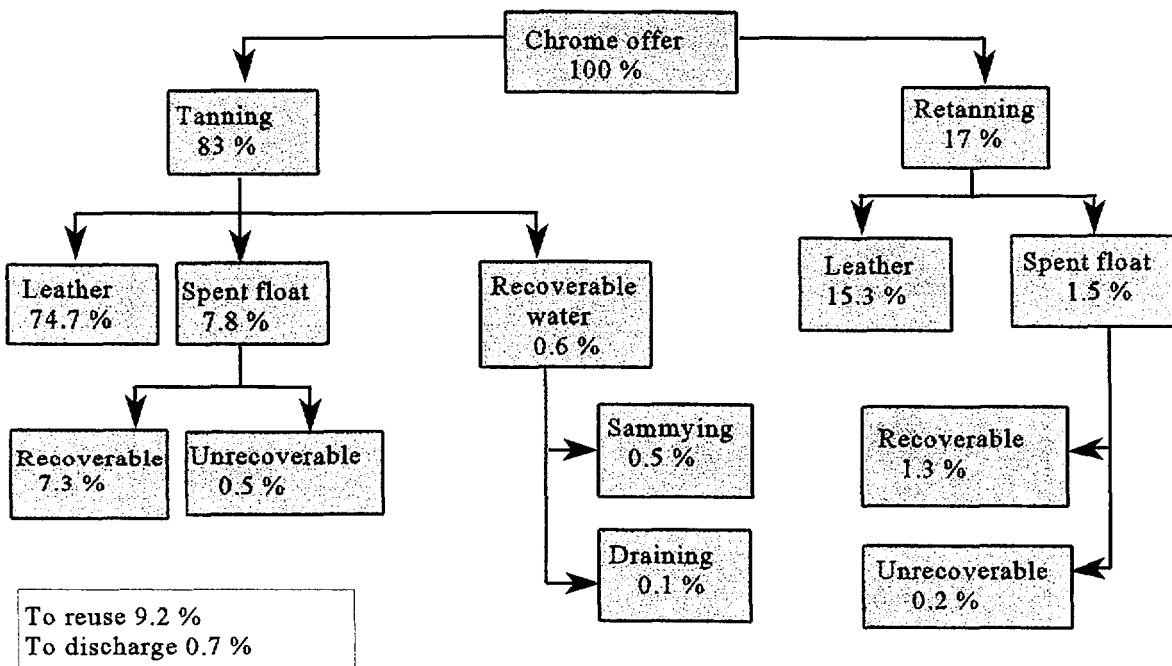 Chrome offer
100 %
Tanning
83 %
Retanning
17 %
Leather
74.7 %
Spent float
7.8 %
Recoverable
water
0.6 %
Leather
15.3 %
Spent float
1.5 %
Recoverable
7.3 %
Unrecoverable
0.5 %
Sammying
0.5 %
Draining
0.1 %
Recoverable
1.3 %
Unrecoverable
0.2 %
To reuse 9.2 %
To discharge 0.7 %